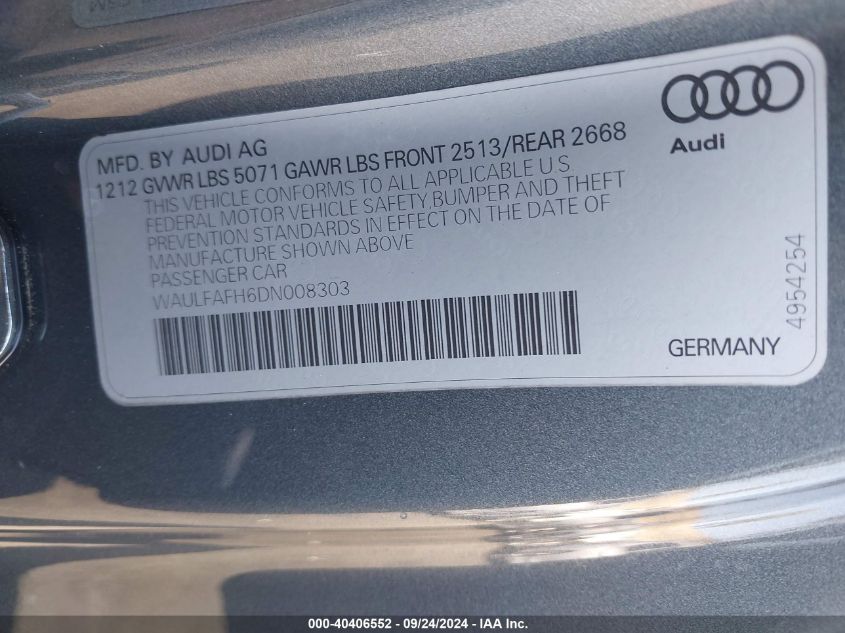 MFD. BY AUDI AG
1212 GVWR LBS 5071 GAWR LBS FRONT 2513/REAR 2668
THIS VEHICLE CONFORMS TO ALL APPLICABLE U.S
FEDERAL MOTOR VEHICLE SAFETY, BUMPER AND THEFT
PREVENTION STANDARDS IN EFFECT ON THE DATE OF
MANUFACTURE SHOWN ABOVE
PASSENGER CAR
WAULFAFH6DN008303
Audi
GERMANY
4954254
000-40406552 - 09/24/2024 - IAA Inc.